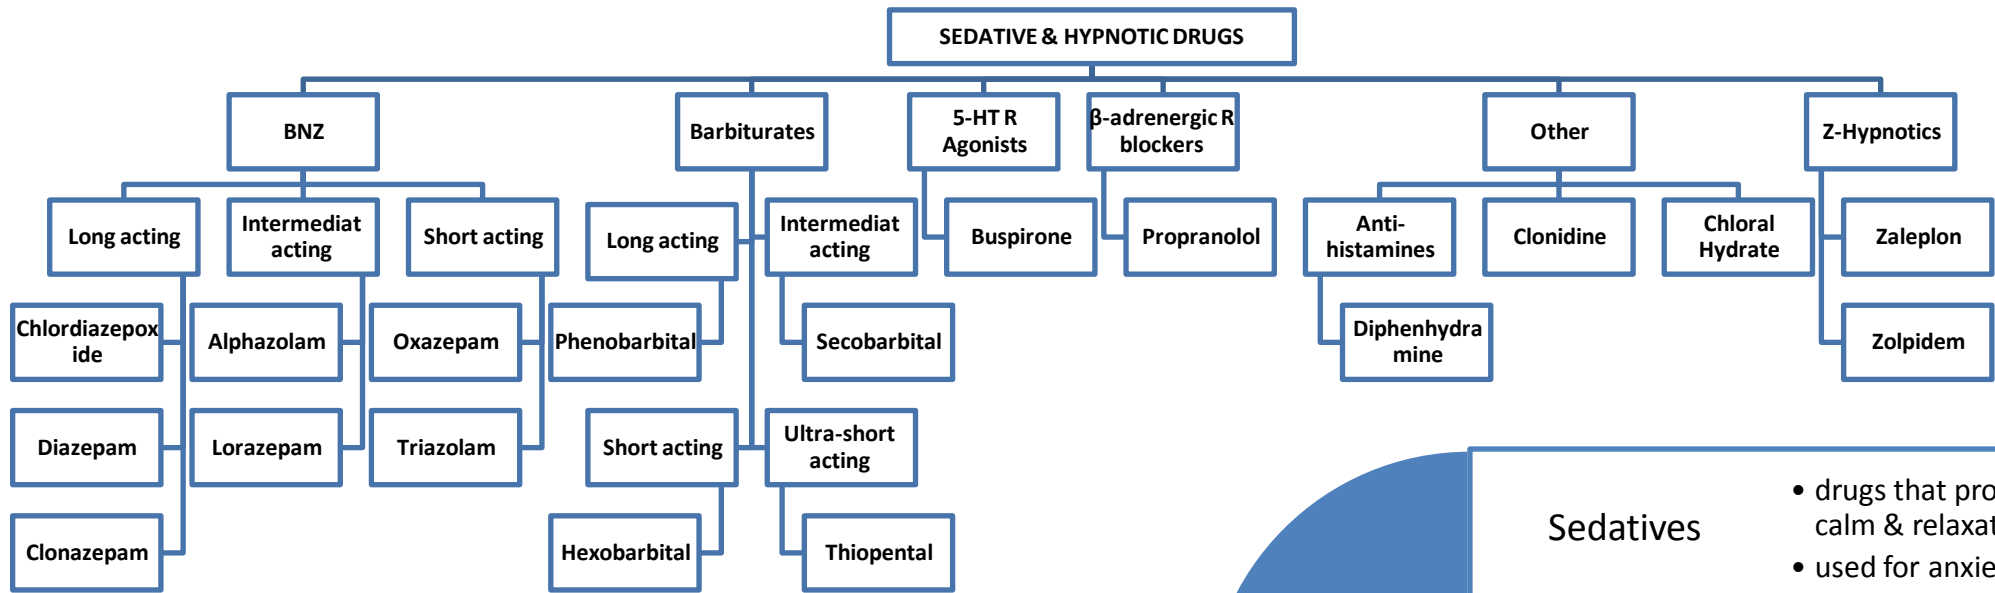 SEDATIVE & HYPNOTIC DRUGS
BNZ
Barbiturates
5-HT R
Agonists
β-adrenergic R
blockers
Other
Z-Hypnotics
Long acting
Intermediat
acting
Short acting
Long acting
Intermediat
acting
Buspirone
Propranolol
Anti-
histamines
Clonidine
Chloral
Hydrate
Zaleplon
Chlordiazepox
ide
Alphazolam
Oxazepam
Phenobarbital
Secobarbital
Diphenhydra
mine
Zolpidem
Diazepam
Lorazepam
Triazolam
Short acting
Ultra-short
acting
Clonazepam
Hexobarbital
Thiopental
Sedatives
• drugs that pro
calm & relaxat
• used for anxie